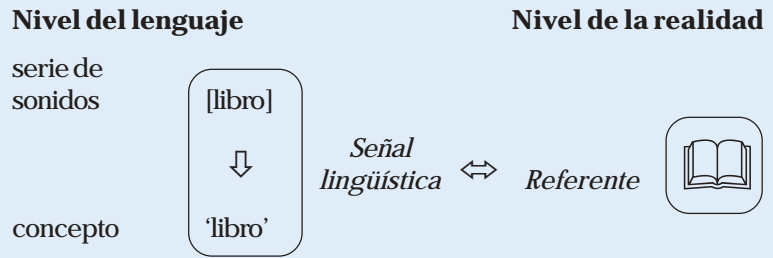 Nivel del lenguaje
Nivel de la realidad
serie de
sonidos
[libro]
Señal
lingüística
Referente
concepto
‘libro’